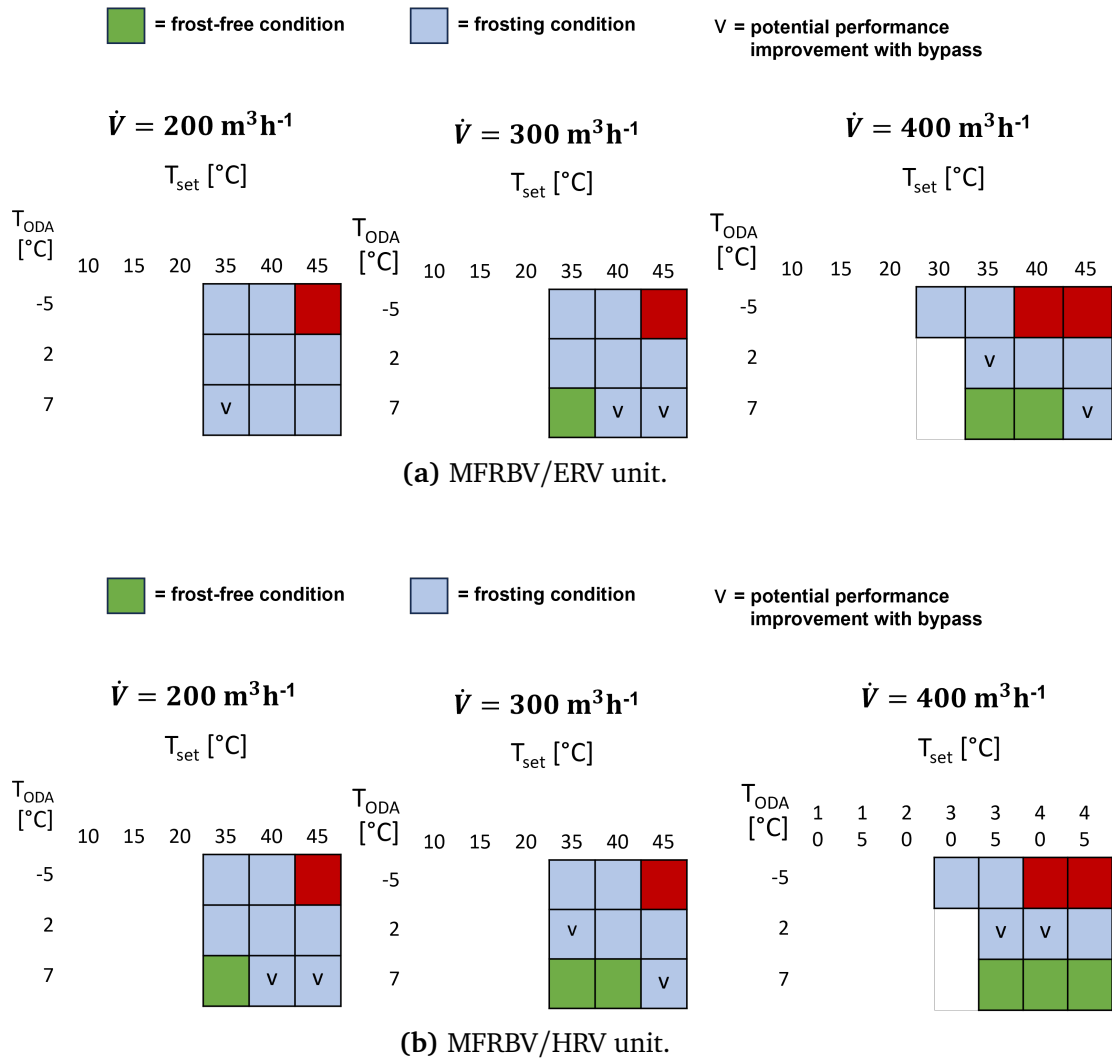 = frost-free condition
= frosting condition
V = potential performance
improvement with bypass
V̇ = 200 m³h⁻¹
T_set [°C]
T_ODA
[°C]
10 15 20 35 40 45
-5
2
7 v
V̇ = 300 m³h⁻¹
T_set [°C]
T_ODA
[°C]
10 15 20 35 40 45
-5
2
7 v v
V̇ = 400 m³h⁻¹
T_set [°C]
T_ODA
[°C]
10 15 20 30 35 40 45
-5
2 v
7 v
(a) MFRBV/ERV unit.
= frost-free condition
= frosting condition
V = potential performance
improvement with bypass
V̇ = 200 m³h⁻¹
T_set [°C]
T_ODA
[°C]
10 15 20 35 40 45
-5
2
7 v v
V̇ = 300 m³h⁻¹
T_set [°C]
T_ODA
[°C]
10 15 20 35 40 45
-5
2 v
7 v
V̇ = 400 m³h⁻¹
T_set [°C]
T_ODA
[°C]
1 1 2 3 3 4 4
0 5 0 0 5 0 5
-5
2 v v
7
(b) MFRBV/HRV unit.